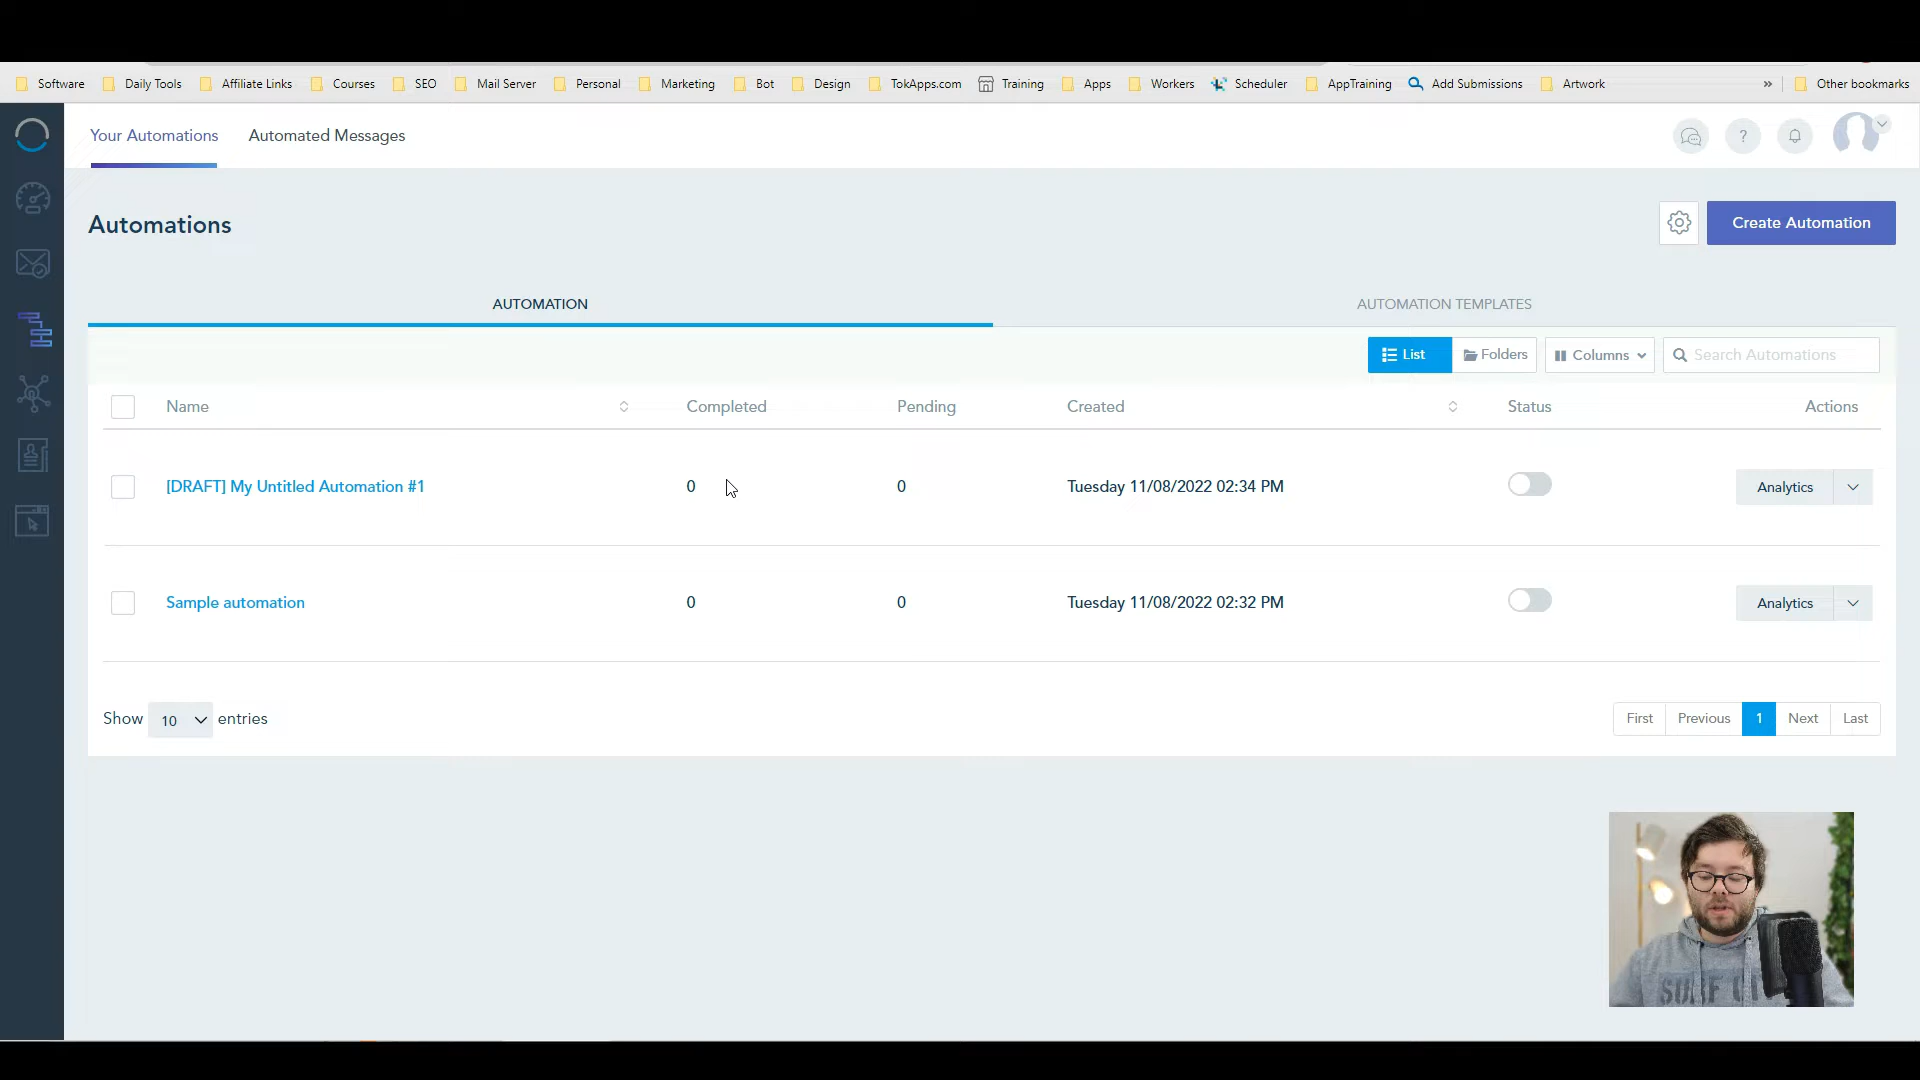 Software Daily Tools Affiliate Links Courses SEO Mail Server Personal Marketing Bot Design TokApps.com Training Apps Workers Scheduler AppTraining Add Submissions Artwork » Other bookmarks
Your Automations Automated Messages
?
Automations
Create Automation
AUTOMATION AUTOMATION TEMPLATES
List Folders Columns Search Automations
Name Completed Pending Created Status Actions
[DRAFT] My Untitled Automation #1 0 0 Tuesday 11/08/2022 02:34 PM Analytics
Sample automation 0 0 Tuesday 11/08/2022 02:32 PM Analytics
Show 10 entries First Previous 1 Next Last